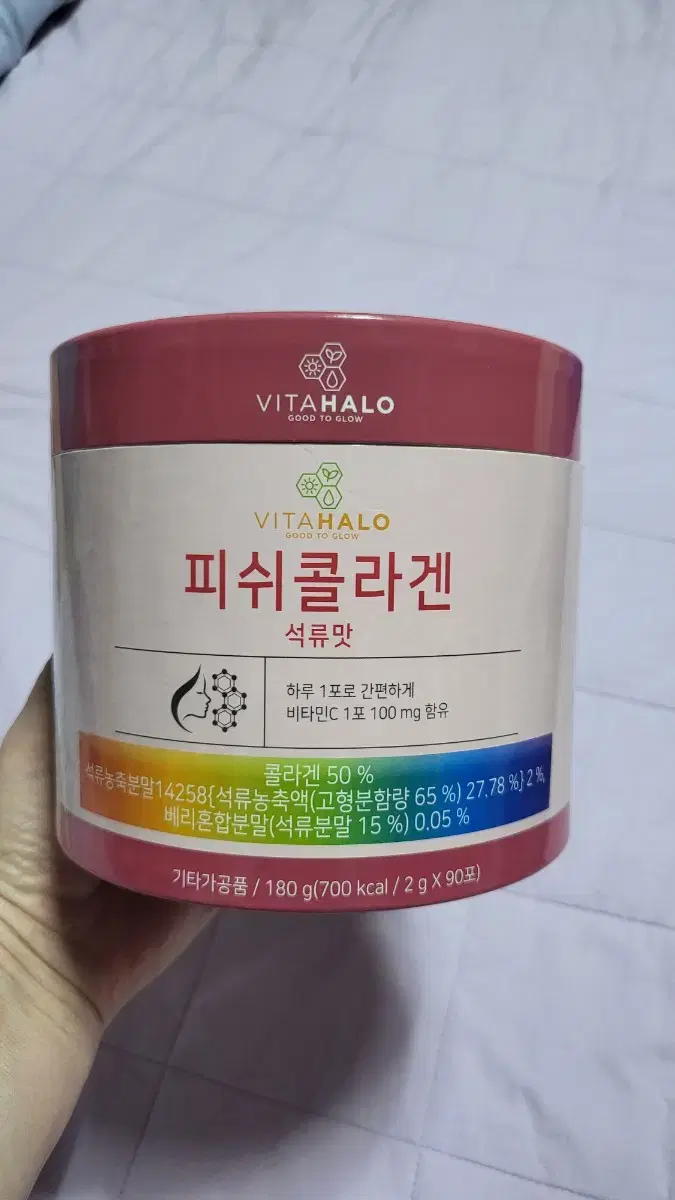 VITAHALO
GOOD TO GLOW
VITAHALO
GOOD TO GLOW
피쉬콜라겐
석류맛
하루 1포로 간편하게
비타민C 1포 100 mg 함유
콜라겐 50 %
석류농축분말14258{석류농축액(고형분함량 65 %) 27.78 %} 2 %,
베리혼합분말(석류분말 15 %) 0.05 %
기타가공품 / 180 g(700 kcal / 2 g X 90포)